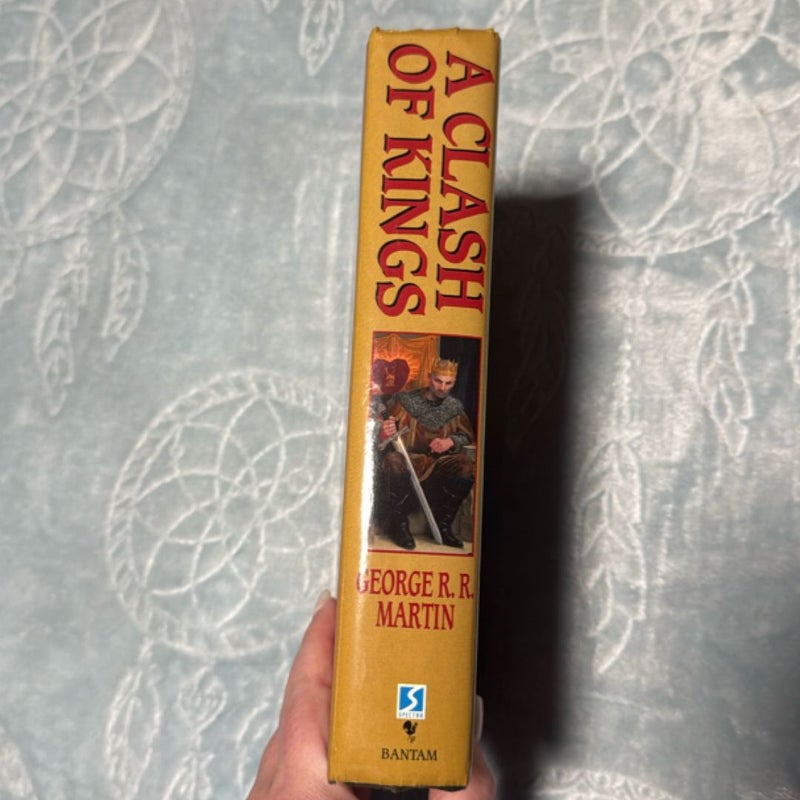 A CLASH
OF KINGS
GEORGE R. R.
MARTIN
SPECTRA
BANTAM